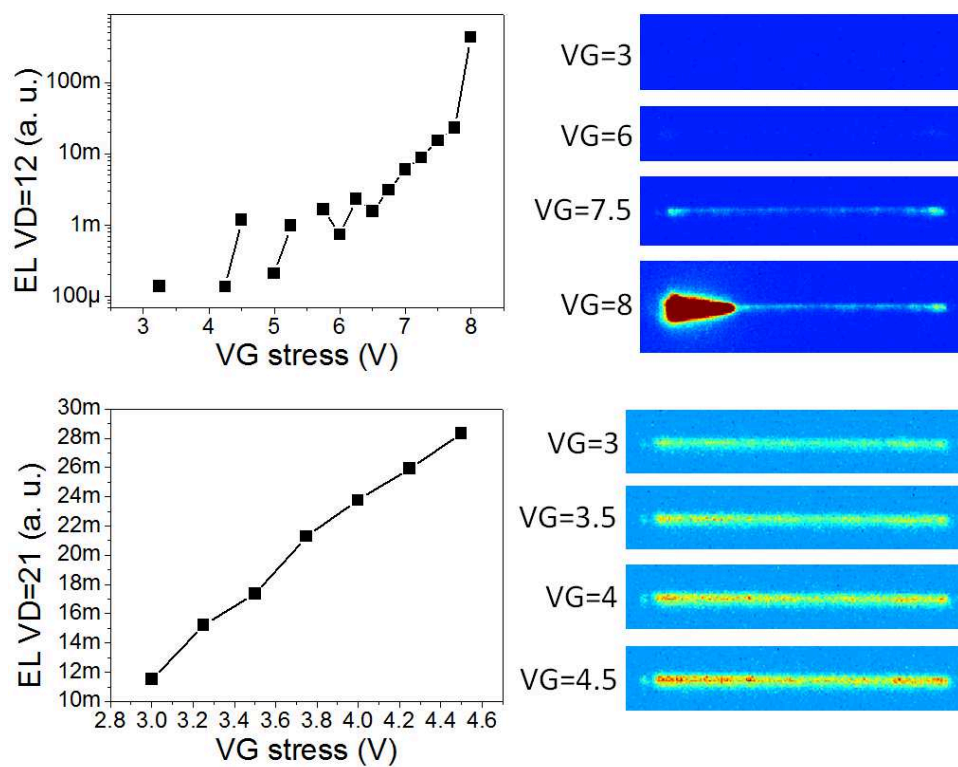 EL VD=12 (a. u.)
100m
10m
1m
100µ
3 4 5 6 7 8
VG stress (V)
VG=3
VG=6
VG=7.5
VG=8
EL VD=21 (a. u.)
30m
28m
26m
24m
22m
20m
18m
16m
14m
12m
10m
2.8 3.0 3.2 3.4 3.6 3.8 4.0 4.2 4.4 4.6
VG stress (V)
VG=3
VG=3.5
VG=4
VG=4.5